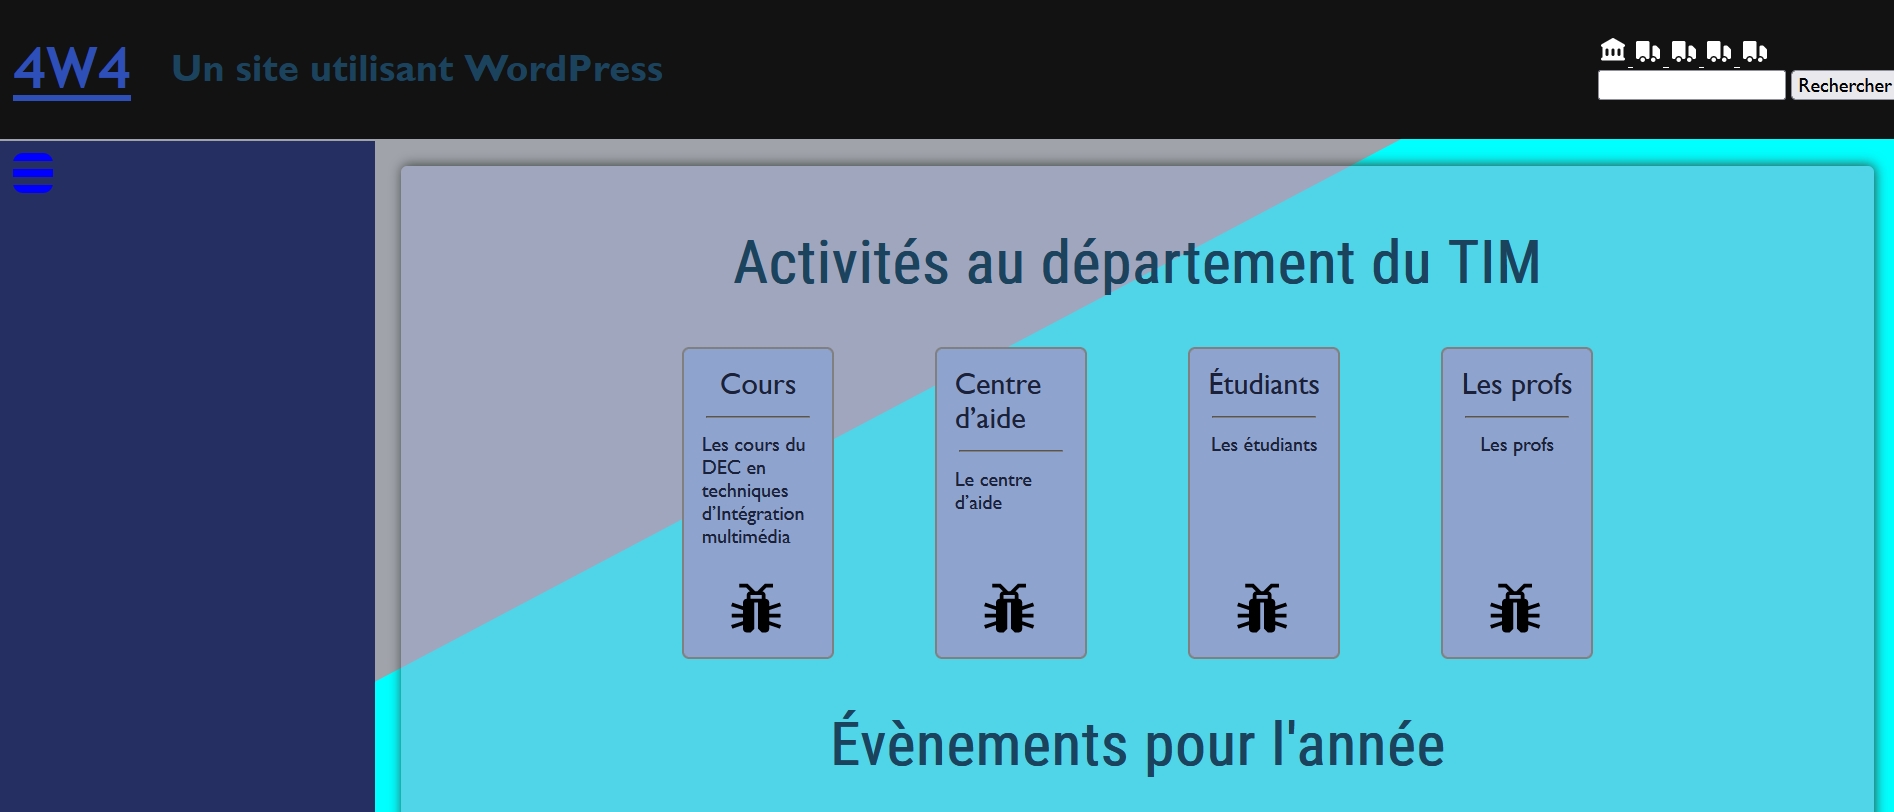 4W4
Un site utilisant WordPress
Rechercher
Activités au département du TIM
Cours
Les cours du
DEC en
techniques
d’Intégration
multimédia
Centre
d’aide
Le centre
d’aide
Étudiants
Les étudiants
Les profs
Les profs
Évènements pour l'année